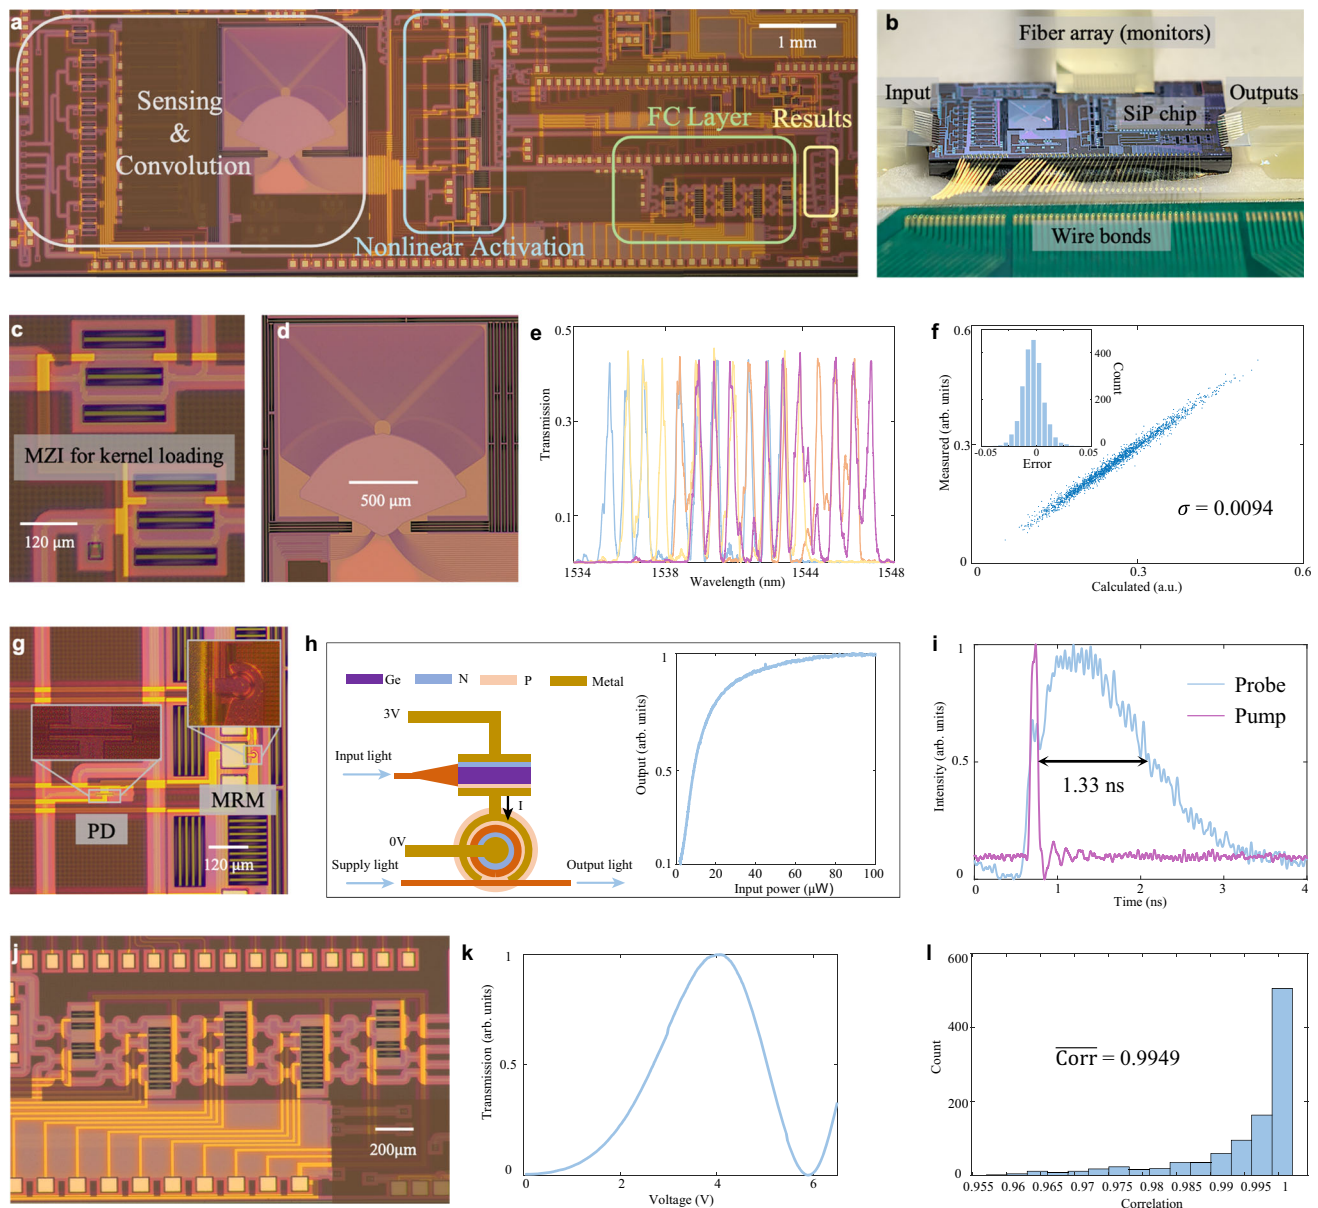 a
1 mm
Sensing
&
Convolution
FC Layer
Results
Nonlinear Activation
b
Fiber array (monitors)
Input
Outputs
SiP chip
Wire bonds
c
MZI for kernel loading
120 μm
d
500 μm
e
0.5
0.3
0.1
Transmission
1534
1538
1544
1548
Wavelength (nm)
f
0.6
0.3
0
Measured (arb. units)
400
200
0
Count
-0.05
0
0.05
Error
σ = 0.0094
0
0.3
0.6
Calculated (a.u.)
g
PD
MRM
120 μm
h
Ge
N
P
Metal
3V
Input light
I
0V
Supply light
Output light
1
0.5
0.1
Output (arb. units)
0
20
40
60
80
100
Input power (μW)
i
1
0.5
0
Intensity (arb. units)
Probe
Pump
1.33 ns
0
1
2
3
4
Time (ns)
j
200μm
k
1
0.5
0
Transmission (arb. units)
0
2
4
6
Voltage (V)
l
600
400
200
0
Count
Corr = 0.9949
0.955 0.96 0.965 0.97 0.975 0.98 0.985 0.99 0.995 1
Correlation